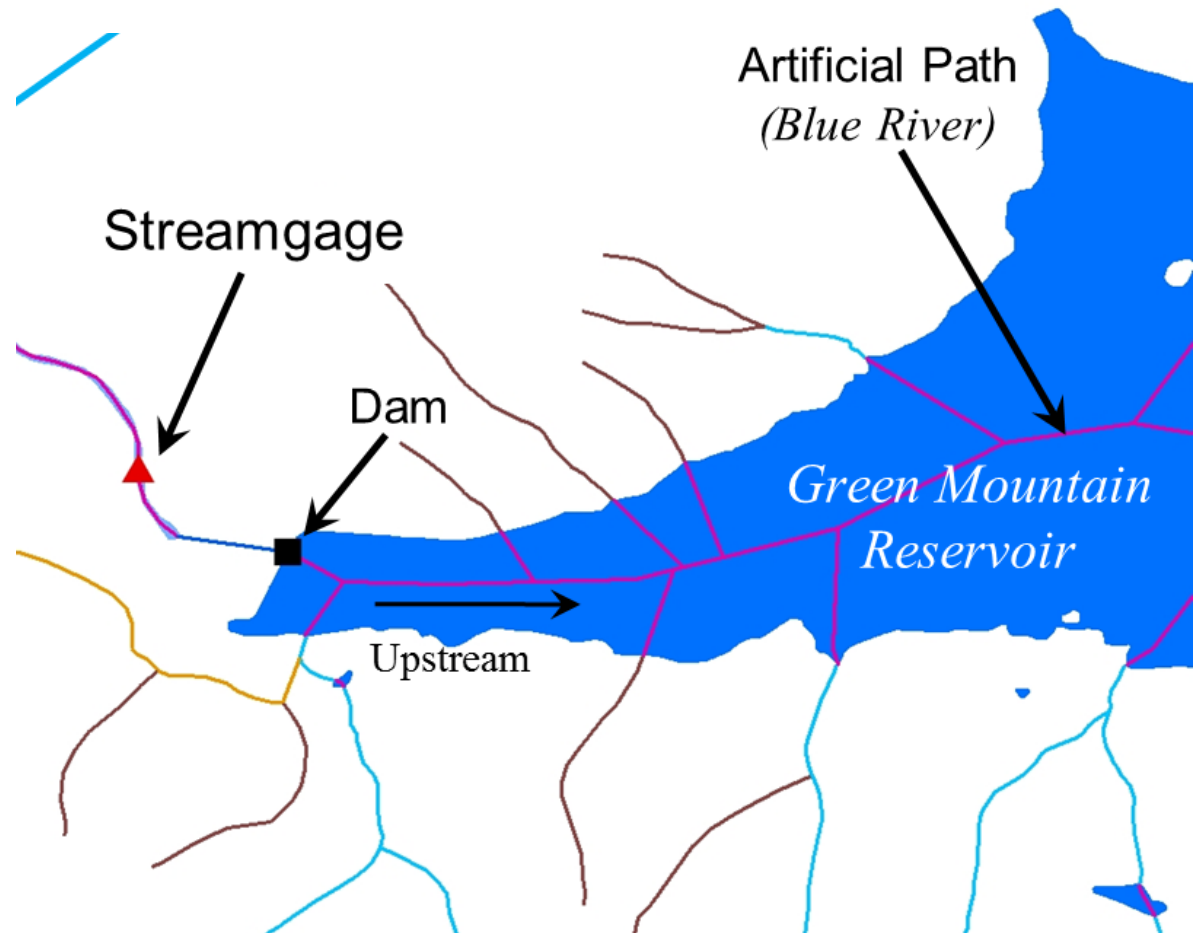 Artificial Path
(Blue River)
Streamgage
Dam
Green Mountain
Reservoir
Upstream